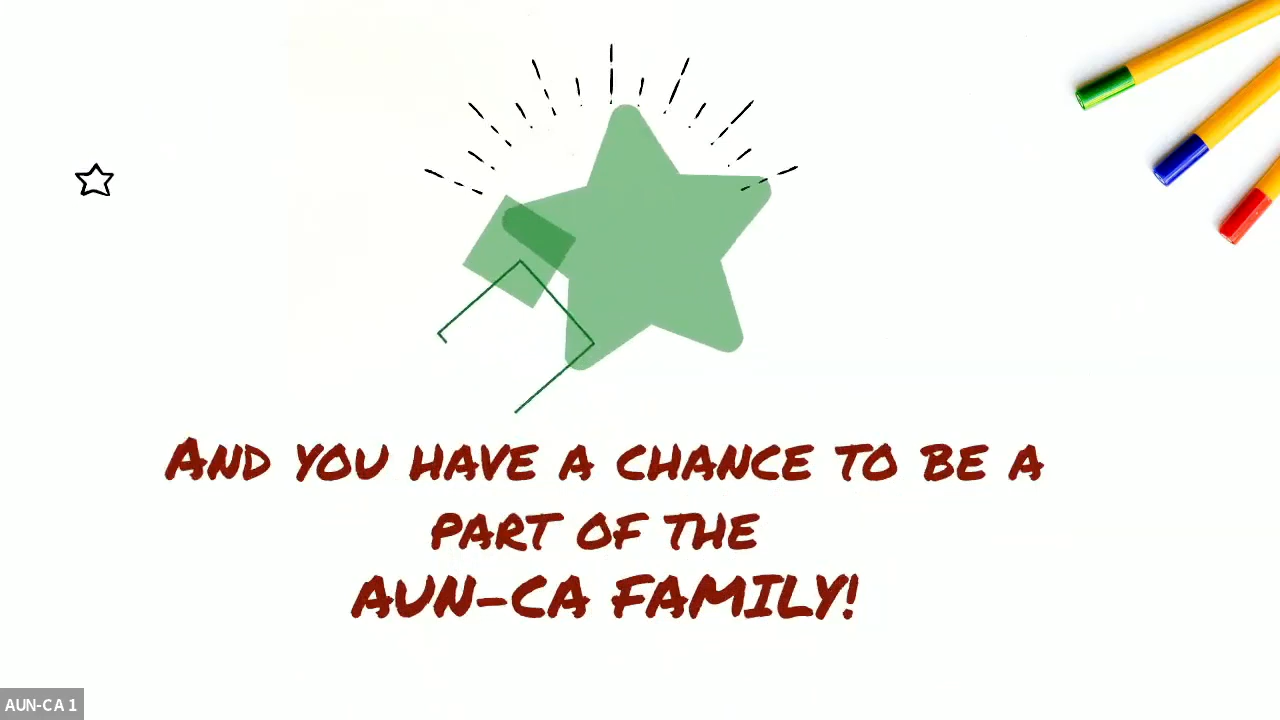 And you have a chance to be a
part of the
AUN-CA FAMILY!
AUN-CA 1